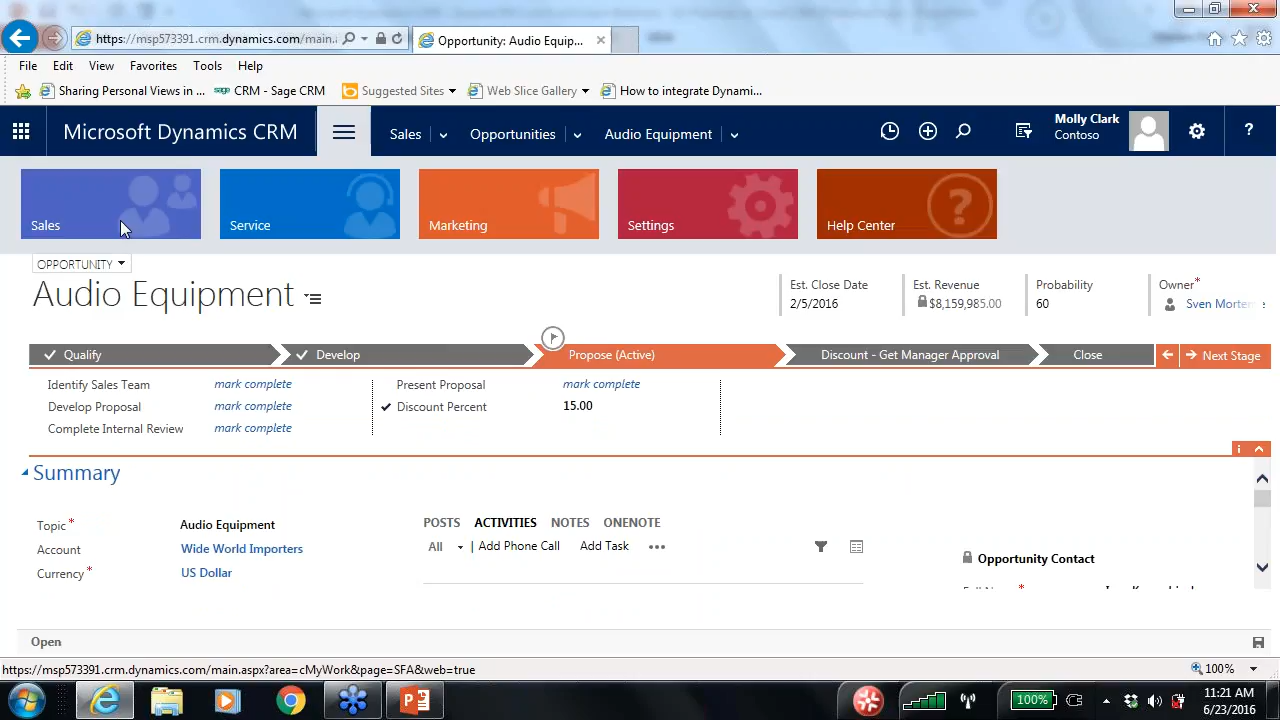 https://msp573391.crm.dynamics.com/main.
Opportunity: Audio Equip...
File Edit View Favorites Tools Help
Sharing Personal Views in ... CRM - Sage CRM Suggested Sites Web Slice Gallery How to integrate Dynami...
Microsoft Dynamics CRM Sales Opportunities Audio Equipment Molly Clark ?
Contoso
Sales Service Marketing Settings Help Center
OPPORTUNITY
Audio Equipment
Est. Close Date Est. Revenue Probability Owner*
2/5/2016 $8,159,985.00 60
Qualify Develop Propose (Active) Discount - Get Manager Approval Close Next Stage
Identify Sales Team mark complete Present Proposal mark complete
Develop Proposal mark complete Discount Percent 15.00
Complete Internal Review mark complete
Summary
Topic* Audio Equipment POSTS ACTIVITIES NOTES ONENOTE
Account Wide World Importers All | Add Phone Call Add Task ...
Opportunity Contact
Currency* US Dollar
Open
https://msp573391.crm.dynamics.com/main.aspx?area=cMyWork&page=SFA&web=true
100%
100%
11:21 AM
6/23/2016